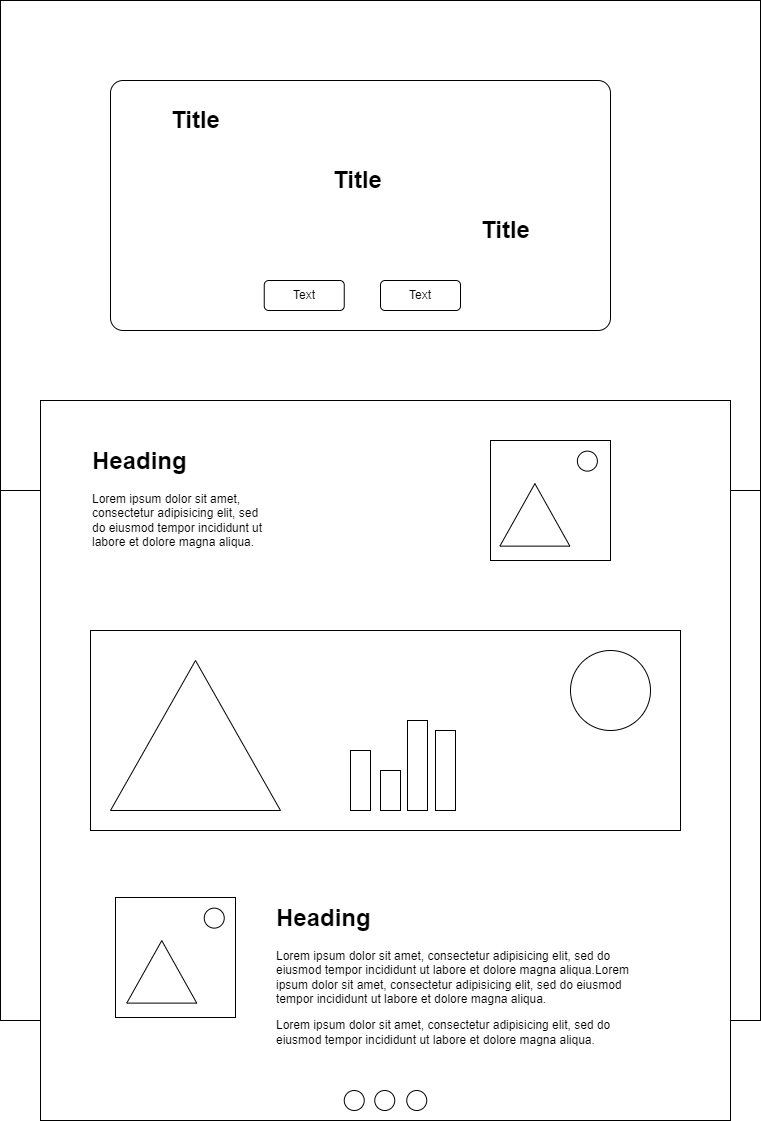 Title
Title
Title
Text
Text
Heading
Lorem ipsum dolor sit amet,
consectetur adipisicing elit, sed
do eiusmod tempor incididunt ut
labore et dolore magna aliqua.
Heading
Lorem ipsum dolor sit amet, consectetur adipisicing elit, sed do
eiusmod tempor incididunt ut labore et dolore magna aliqua.Lorem
ipsum dolor sit amet, consectetur adipisicing elit, sed do eiusmod
tempor incididunt ut labore et dolore magna aliqua.
Lorem ipsum dolor sit amet, consectetur adipisicing elit, sed do
eiusmod tempor incididunt ut labore et dolore magna aliqua.